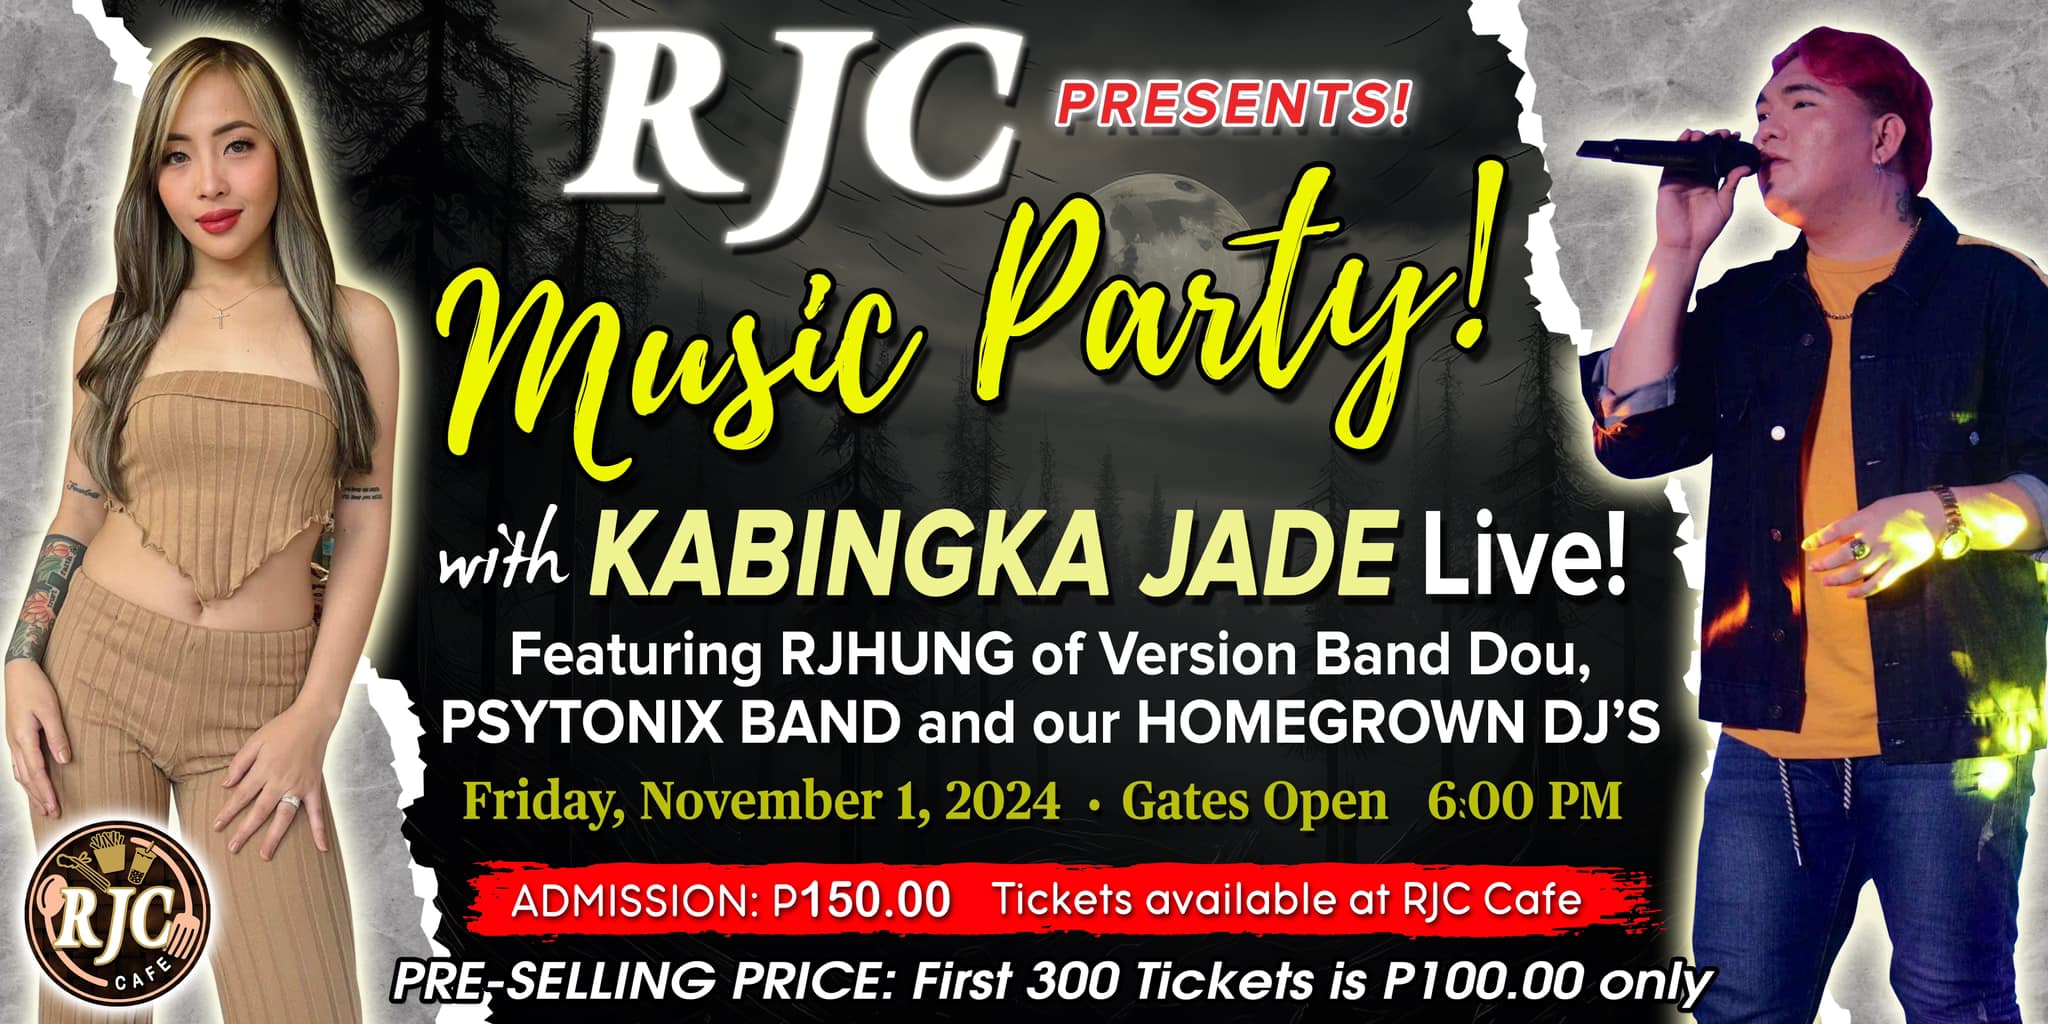 RJC PRESENTS!
Music Party!
with KABINGKA JADE Live!
Featuring RJHUNG of Version Band Dou,
PSYTONIX BAND and our HOMEGROWN DJ'S
Friday, November 1, 2024 • Gates Open 6:00 PM
ADMISSION: P150.00 Tickets available at RJC Cafe
PRE-SELLING PRICE: First 300 Tickets is P100.00 only
RJC
CAFE